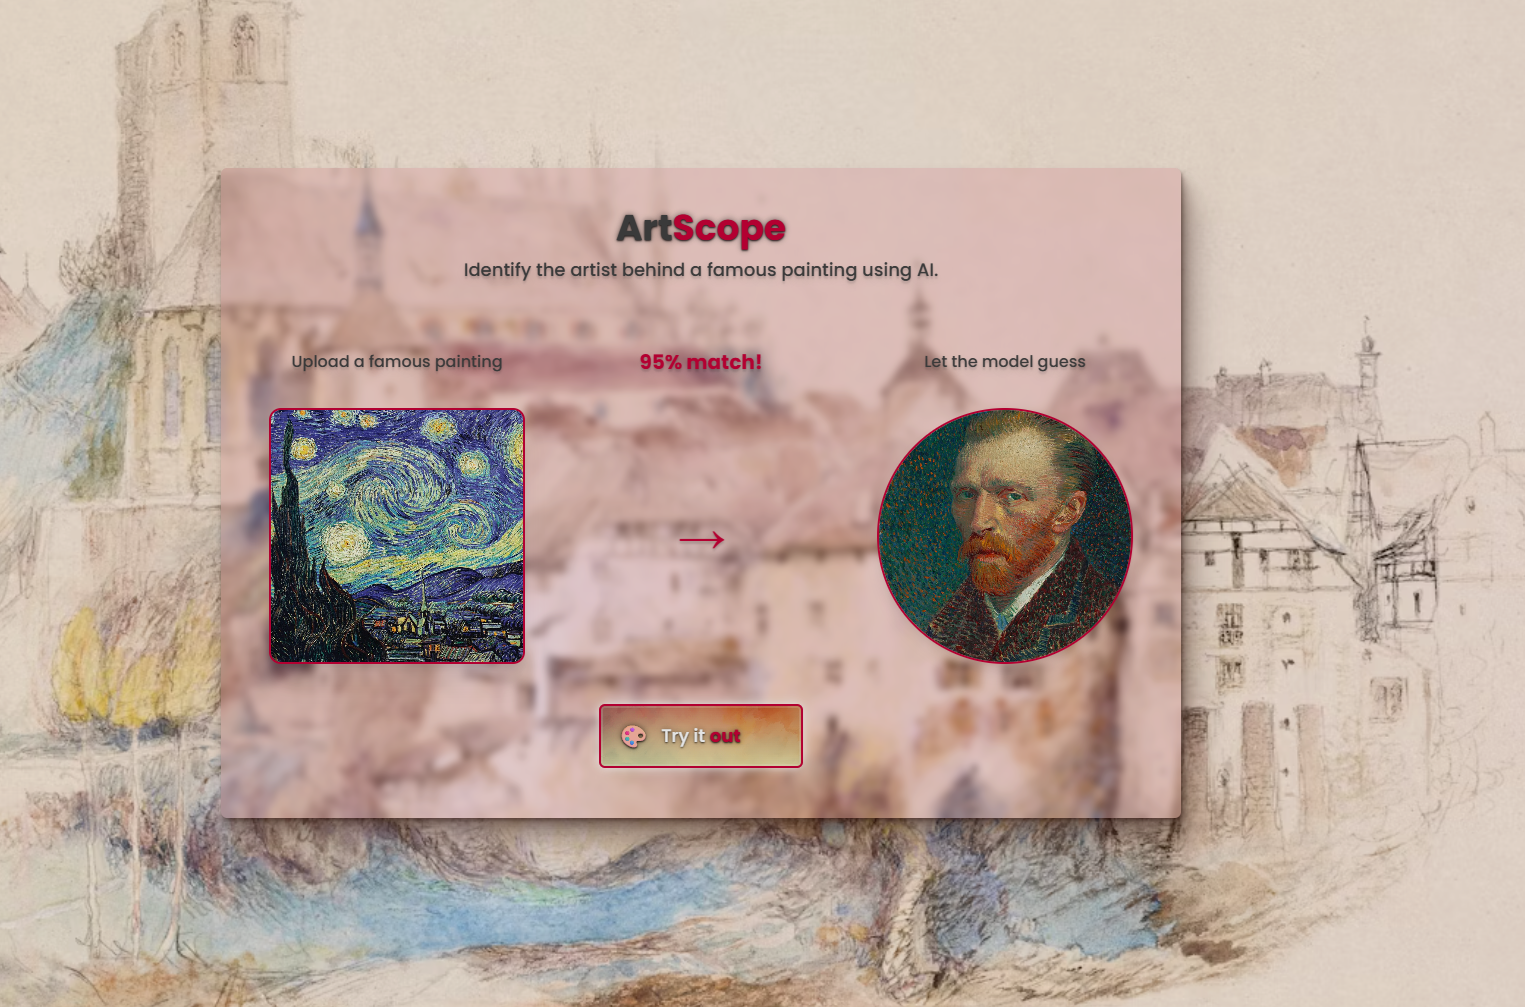 ArtScope
Identify the artist behind a famous painting using AI.
Upload a famous painting
95% match!
Let the model guess
→
Try it out